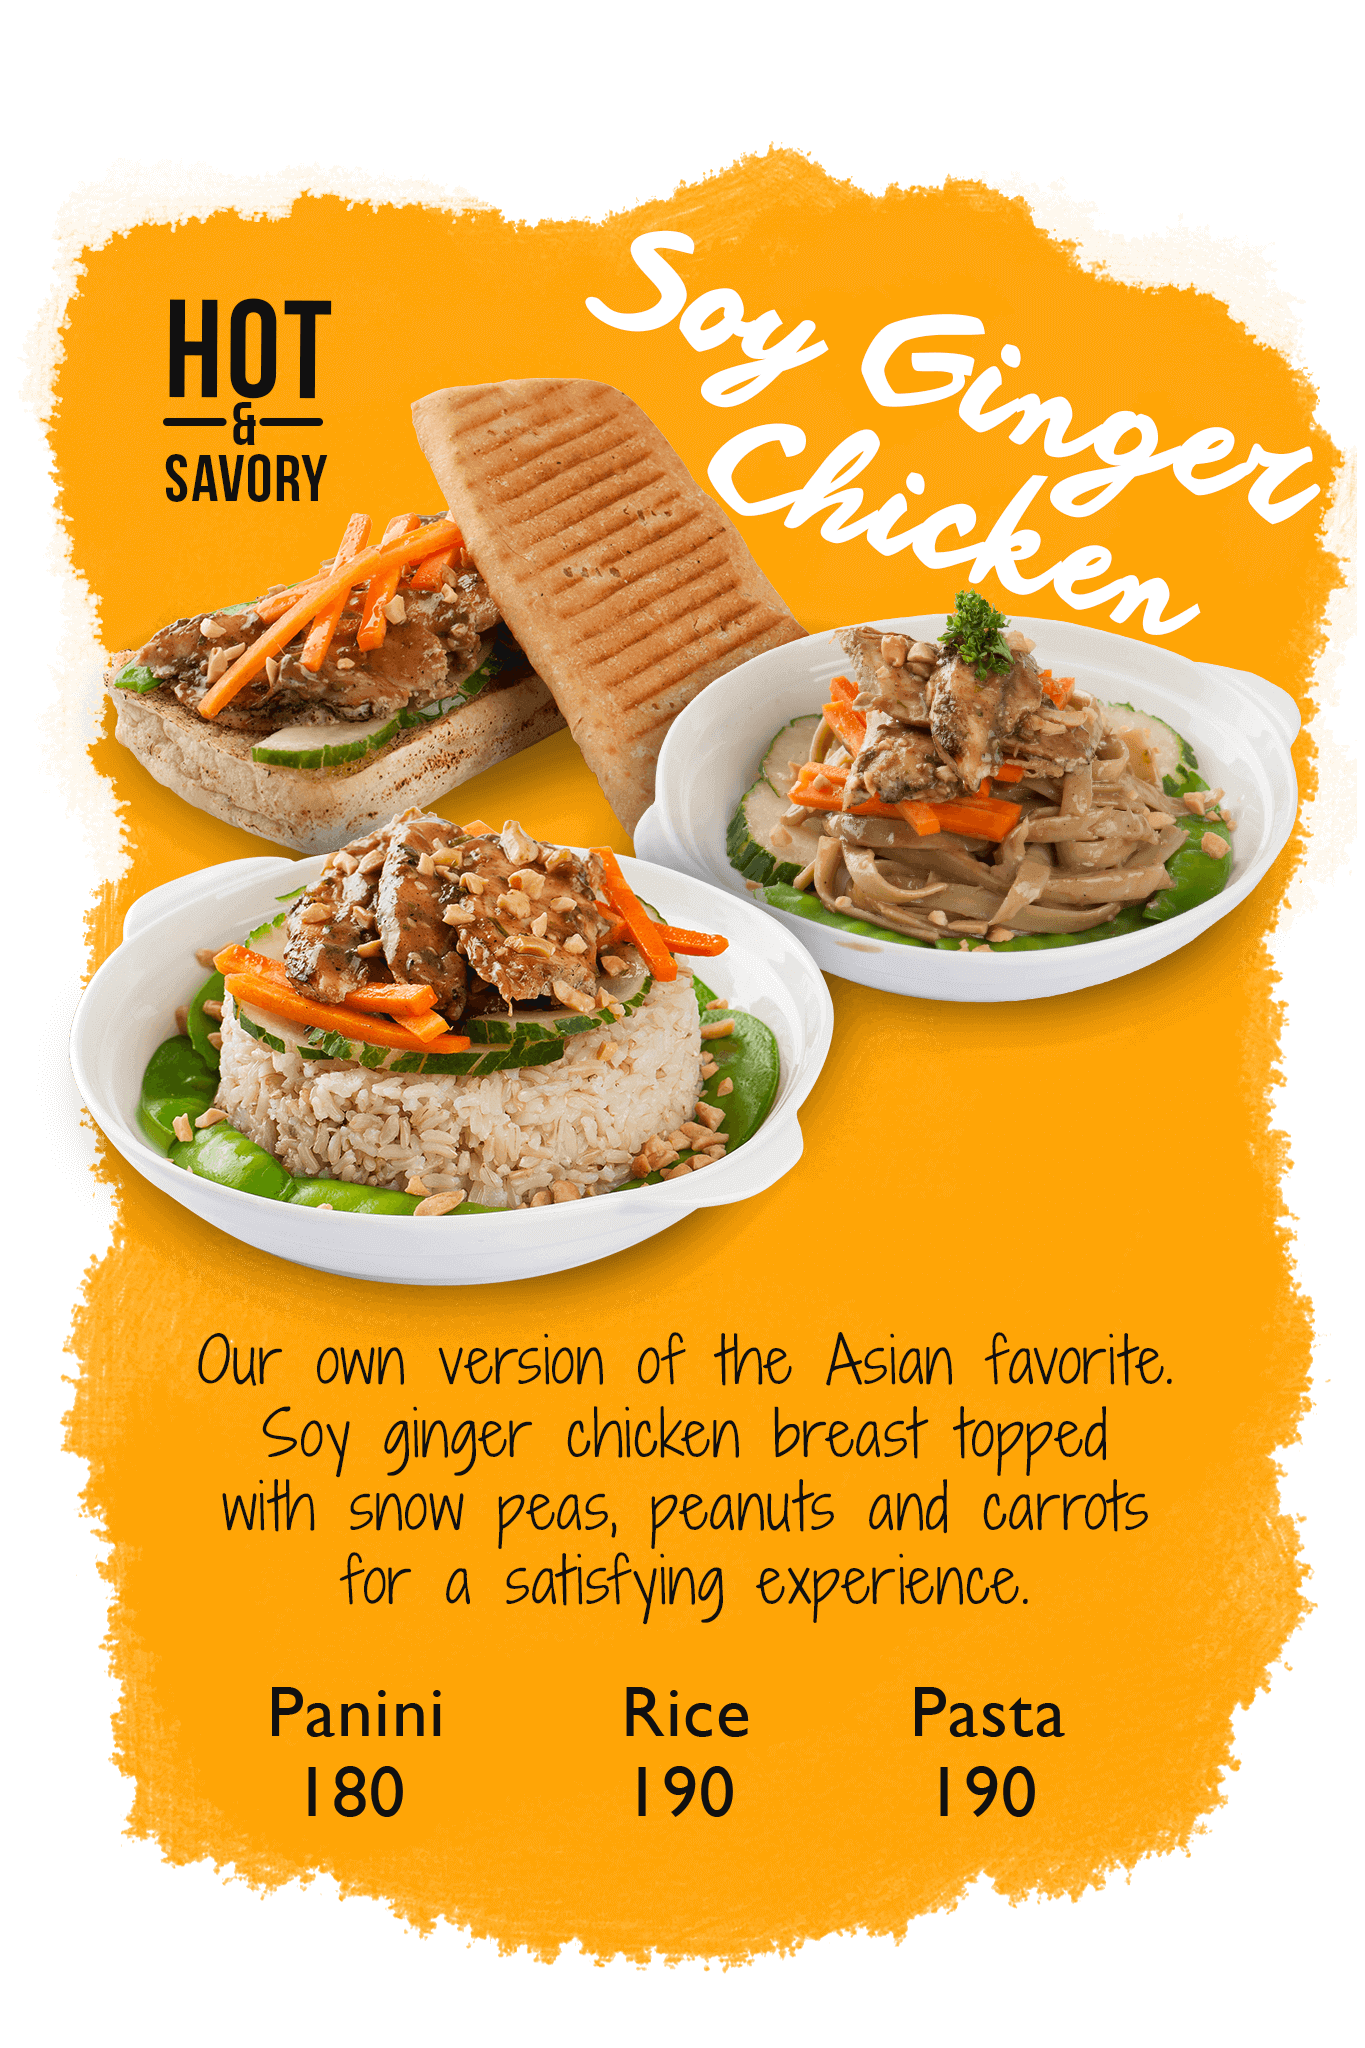 HOT
&
SAVORY
Soy Ginger
Chicken
Our own version of the Asian favorite.
Soy ginger chicken breast topped
with snow peas, peanuts and carrots
for a satisfying experience.
Panini Rice Pasta
180 190 190